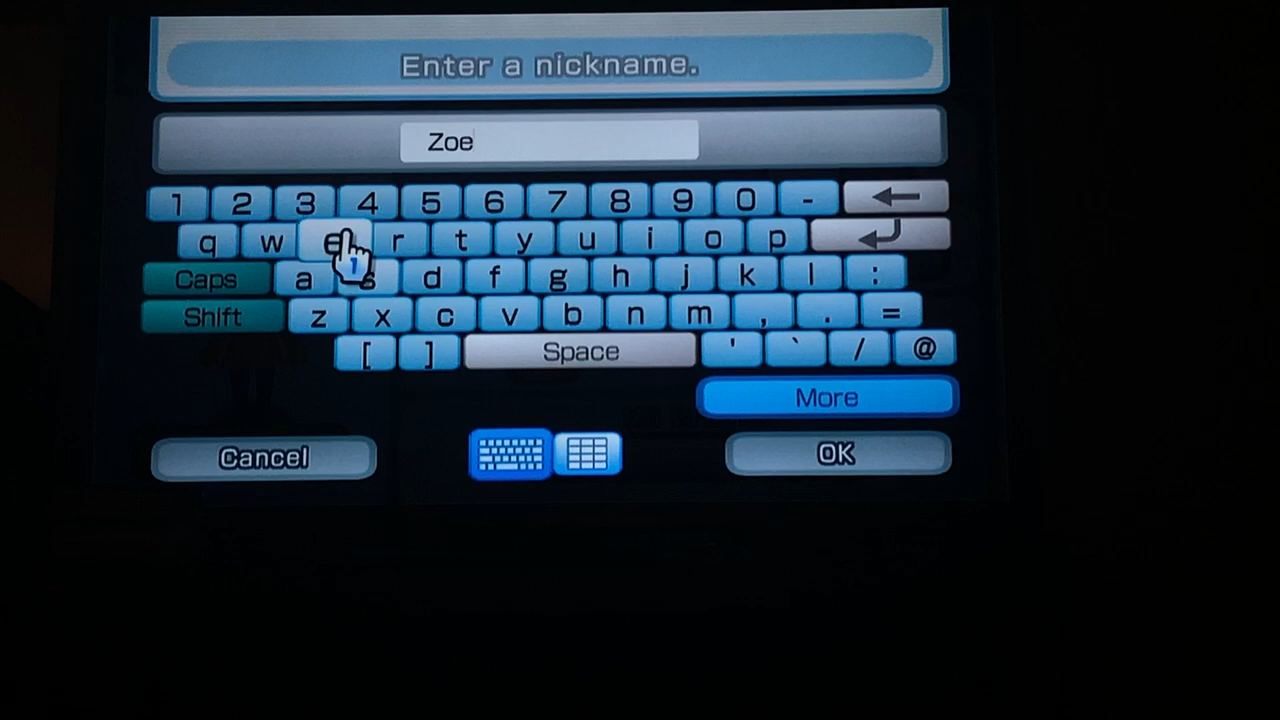 Enter a nickname.
Zoe
1 2 3 4 5 6 7 8 9 0 -
q w e r t y u i o p
Caps a s d f g h j k l :
Shift z x c v b n m , . =
[ ] Space ' ` / @
More
Cancel OK